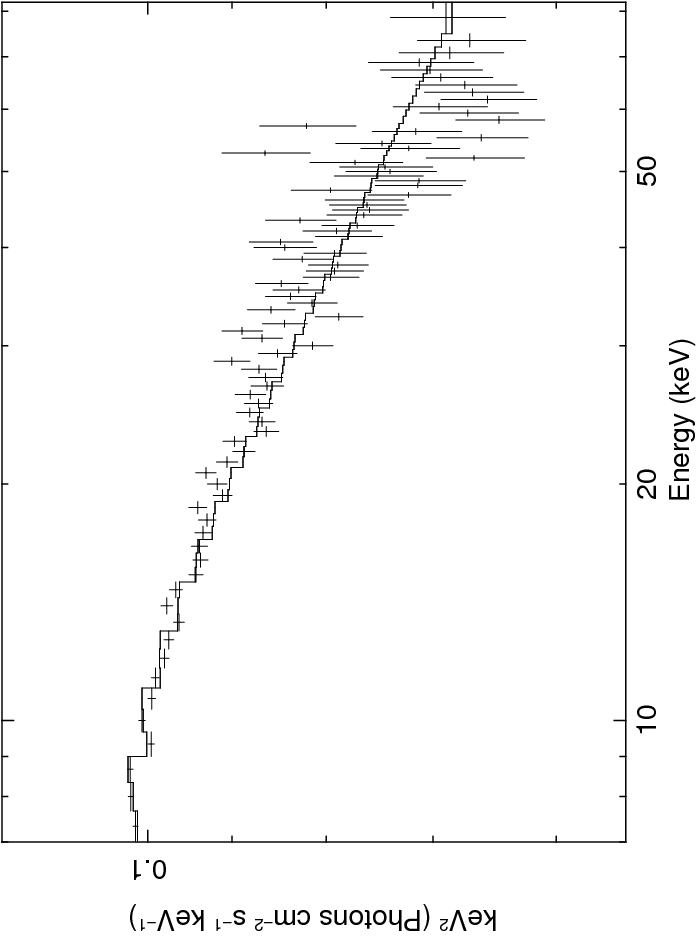 keV² (Photons cm⁻² s⁻¹ keV⁻¹)
0.1
10
20
50
Energy (keV)